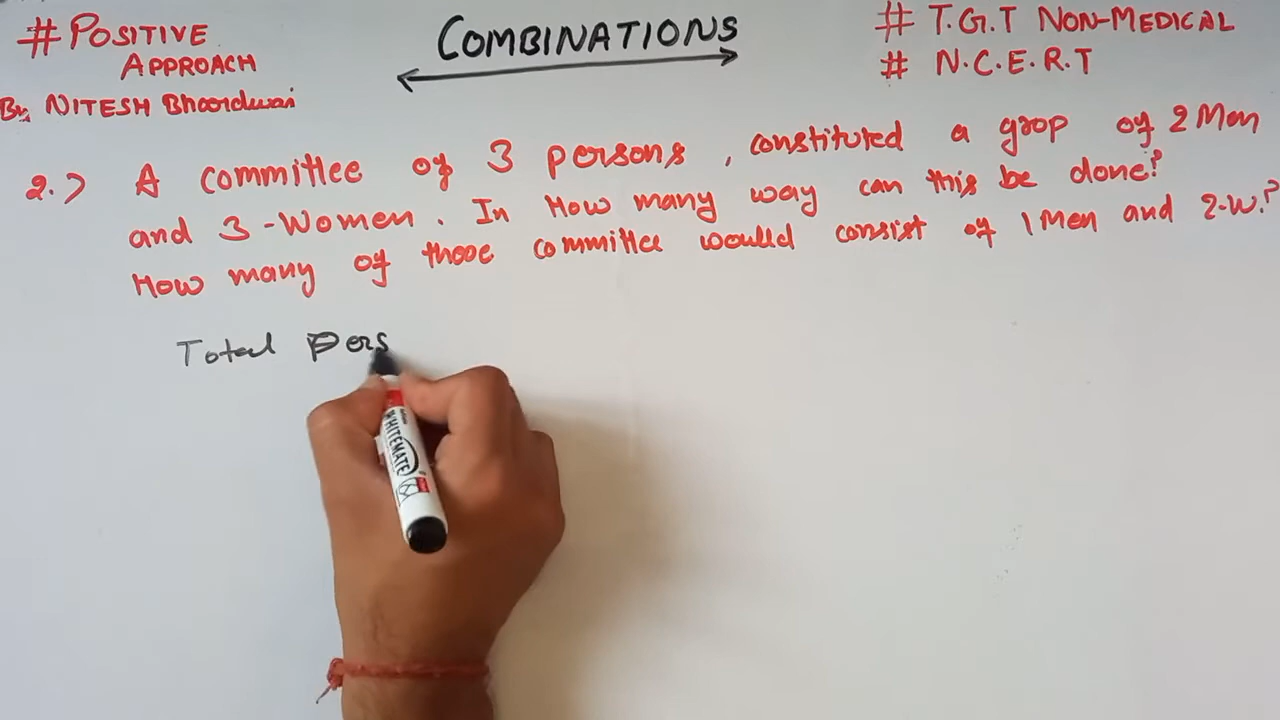 # POSITIVE
APPROACH
By NITESH Bhardwaj
COMBINATIONS
# T.G.T NON-MEDICAL
# N.C.E.R.T
2.) A committee of 3 persons, constituted a grop of 2 Men
and 3-Women. In How many way can this be done?
How many of those committee would consist of 1 Men and 2-W.?
Total Pers
WHITEMATE